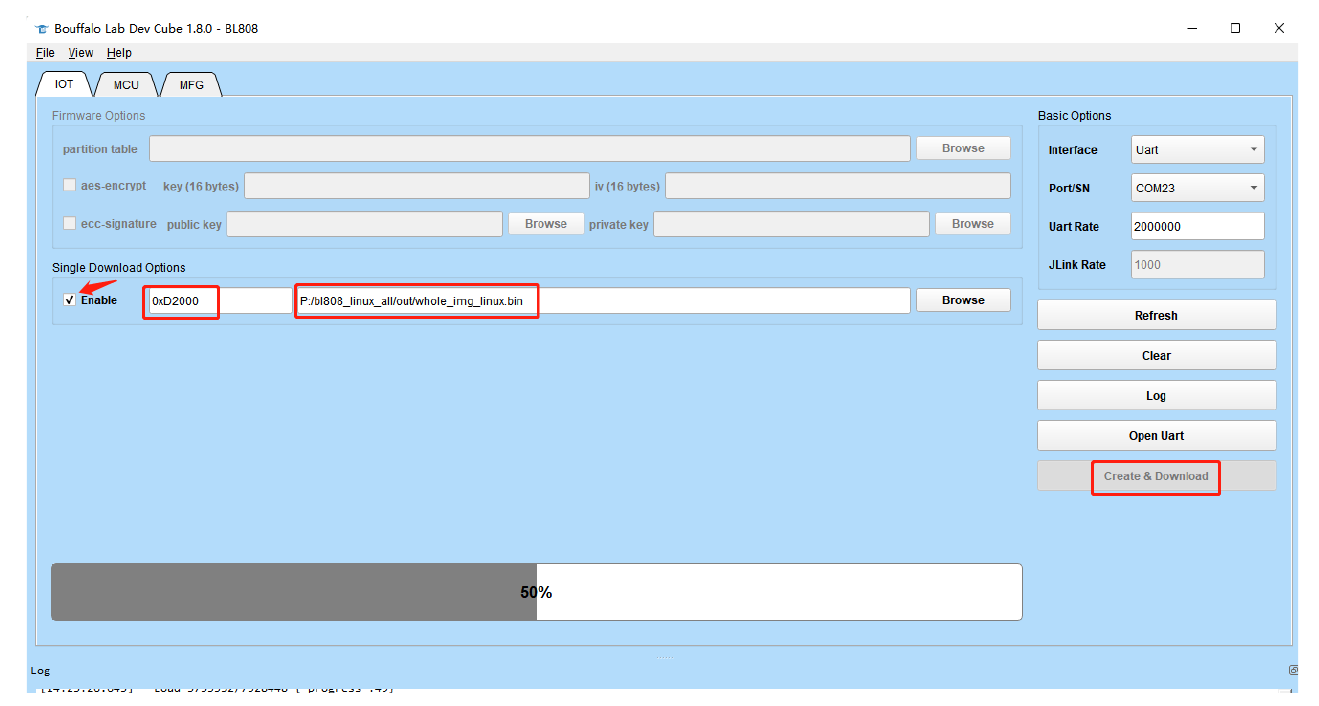 Bouffalo Lab Dev Cube 1.8.0 - BL808
File View Help
IOT MCU MFG
Firmware Options
partition table Browse
aes-encrypt key (16 bytes) iv (16 bytes)
ecc-signature public key Browse private key Browse
Single Download Options
Enable 0xD2000 P:/bl808_linux_all/out/whole_img_linux.bin Browse
Basic Options
Interface Uart
Port/SN COM23
Uart Rate 2000000
JLink Rate 1000
Refresh
Clear
Log
Open Uart
Create & Download
50%
Log